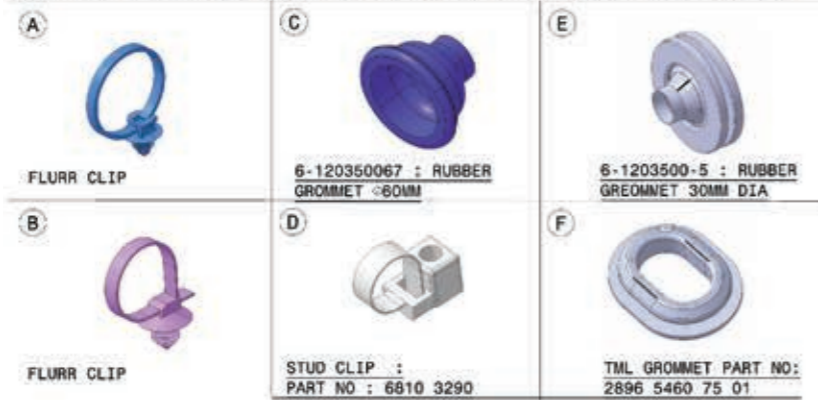 A
FLURR CLIP
C
6-120350067 : RUBBER
GROMMET ⌀60MM
E
6-1203500-5 : RUBBER
GREOMNET 30MM DIA
B
FLURR CLIP
D
STUD CLIP :
PART NO : 6810 3290
F
TML GROMMET PART NO:
2896 5460 75 01